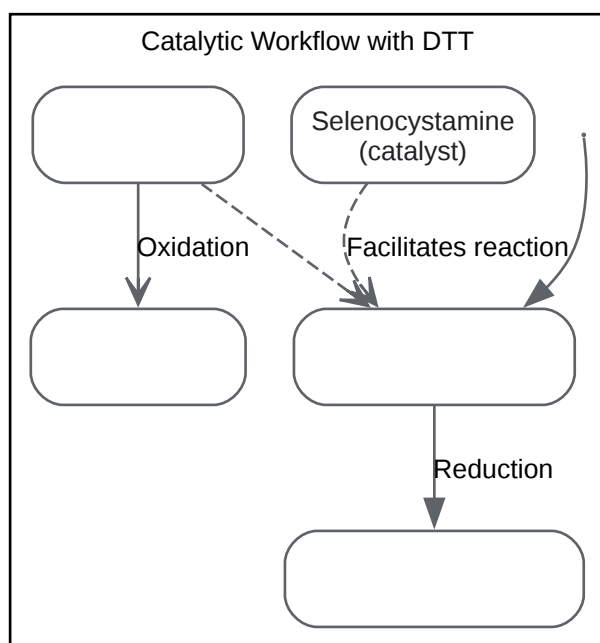 Catalytic Workflow with DTT
Selenocystamine
(catalyst)
Oxidation
Facilitates reaction
Reduction